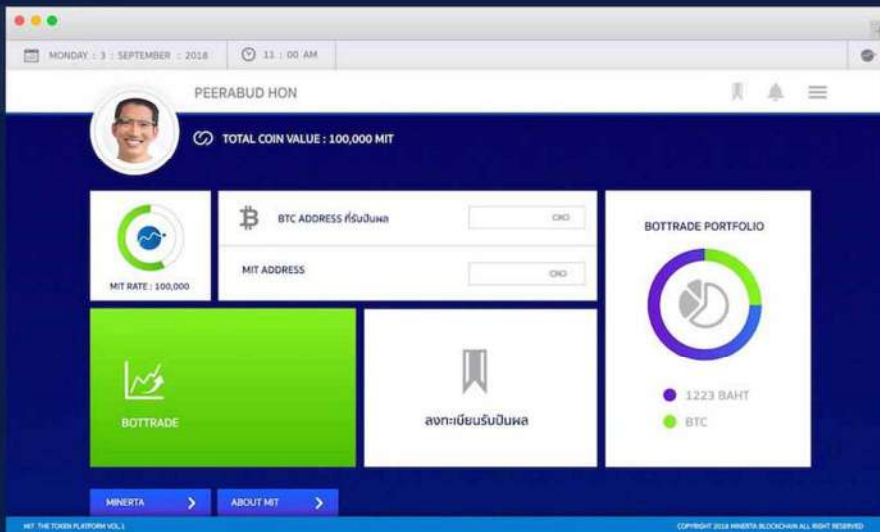 MONDAY : 3 : SEPTEMBER : 2018
11 : 00 AM
PEERABUD HON
TOTAL COIN VALUE : 100,000 MIT
MIT RATE : 100,000
BTC ADDRESS ที่รับปันผล
MIT ADDRESS
BOTTRADE PORTFOLIO
1223 BAHT
BTC
BOTTRADE
ลงทะเบียนรับปันผล
MINERTA
ABOUT MIT
MIT THE TOKEN PLATFORM VOL.1
COPYRIGHT 2018 MINERTA BLOCKCHAIN ALL RIGHT RESERVED